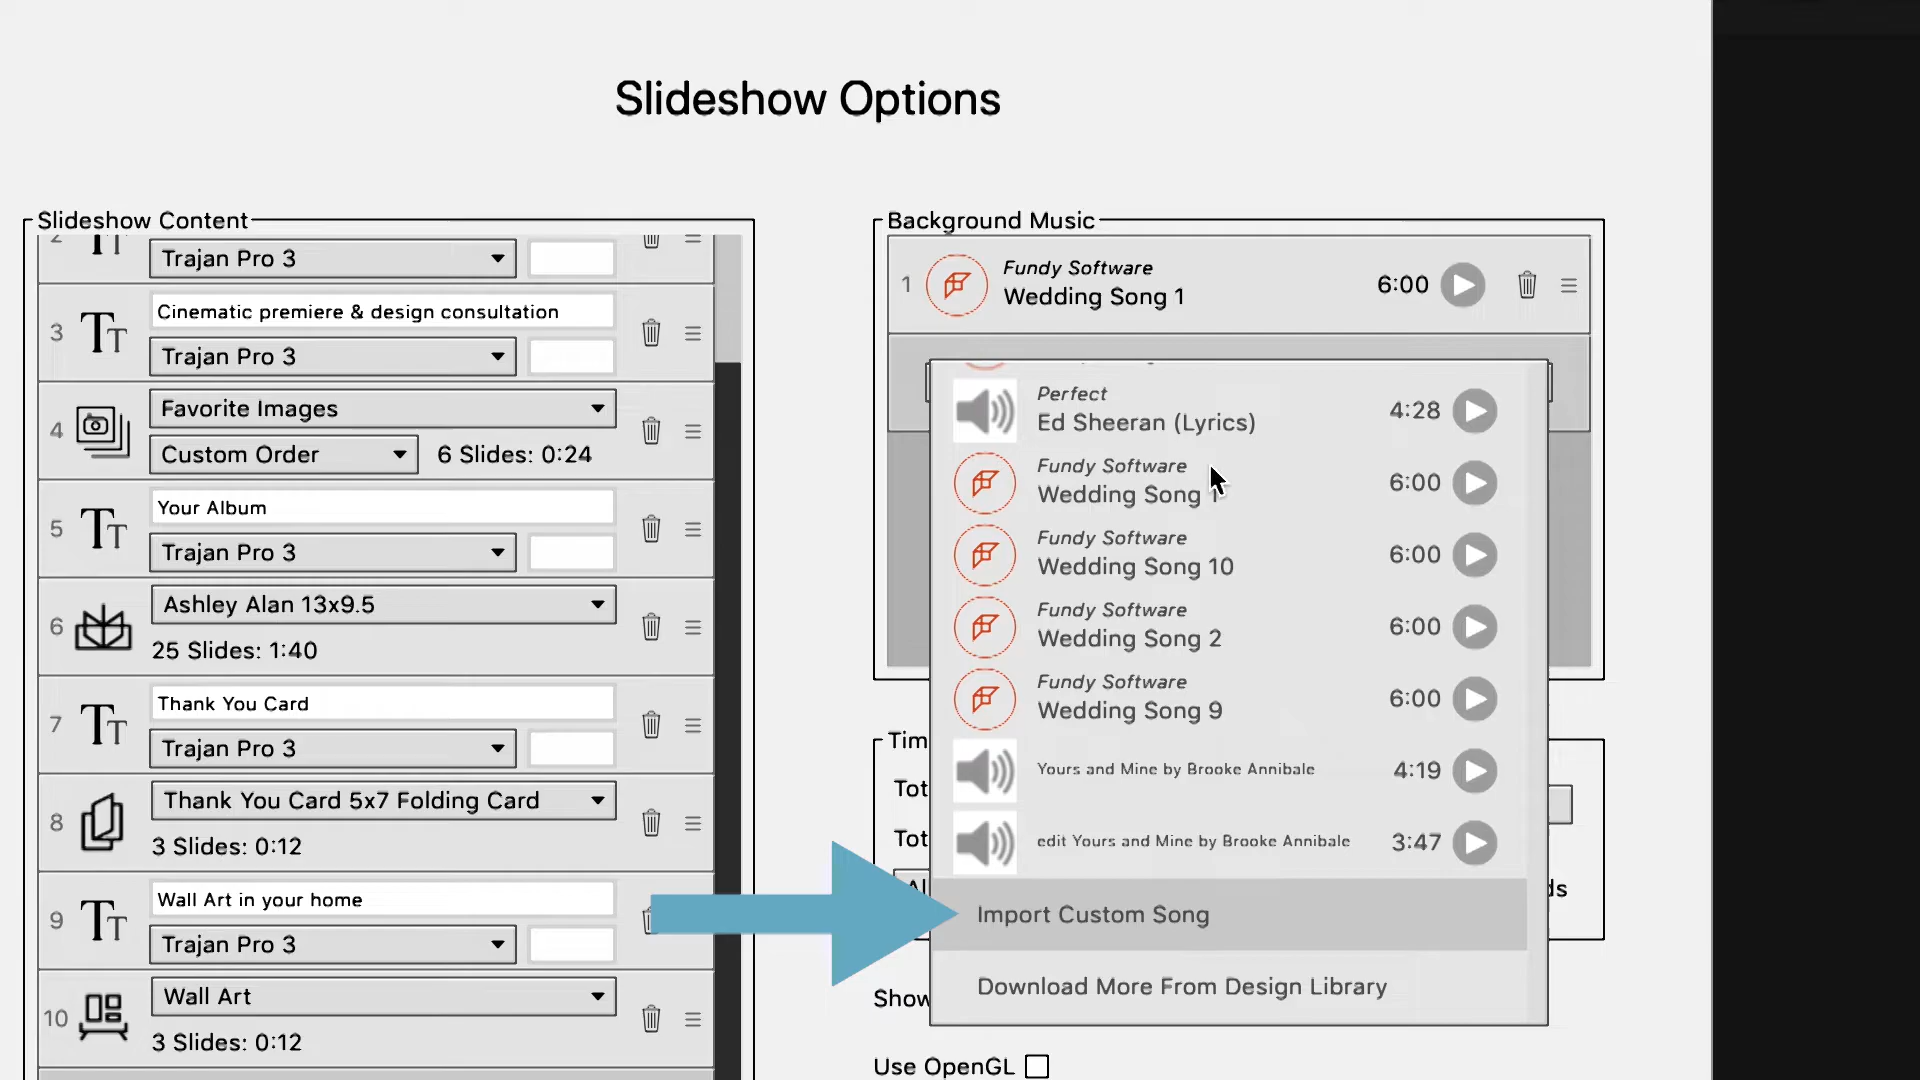 Slideshow Options
Slideshow Content
2
Trajan Pro 3
3
Cinematic premiere & design consultation
Trajan Pro 3
4
Favorite Images
Custom Order
6 Slides: 0:24
5
Your Album
Trajan Pro 3
6
Ashley Alan 13x9.5
25 Slides: 1:40
7
Thank You Card
Trajan Pro 3
8
Thank You Card 5x7 Folding Card
3 Slides: 0:12
9
Wall Art in your home
Trajan Pro 3
10
Wall Art
3 Slides: 0:12
Background Music
1
Fundy Software
Wedding Song 1
6:00
Perfect
Ed Sheeran (Lyrics)
4:28
Fundy Software
Wedding Song 1
6:00
Fundy Software
Wedding Song 10
6:00
Fundy Software
Wedding Song 2
6:00
Fundy Software
Wedding Song 9
6:00
Yours and Mine by Brooke Annibale
4:19
edit Yours and Mine by Brooke Annibale
3:47
Import Custom Song
Download More From Design Library
Tim
Tot
Tot
Al
ds
Show
Use OpenGL